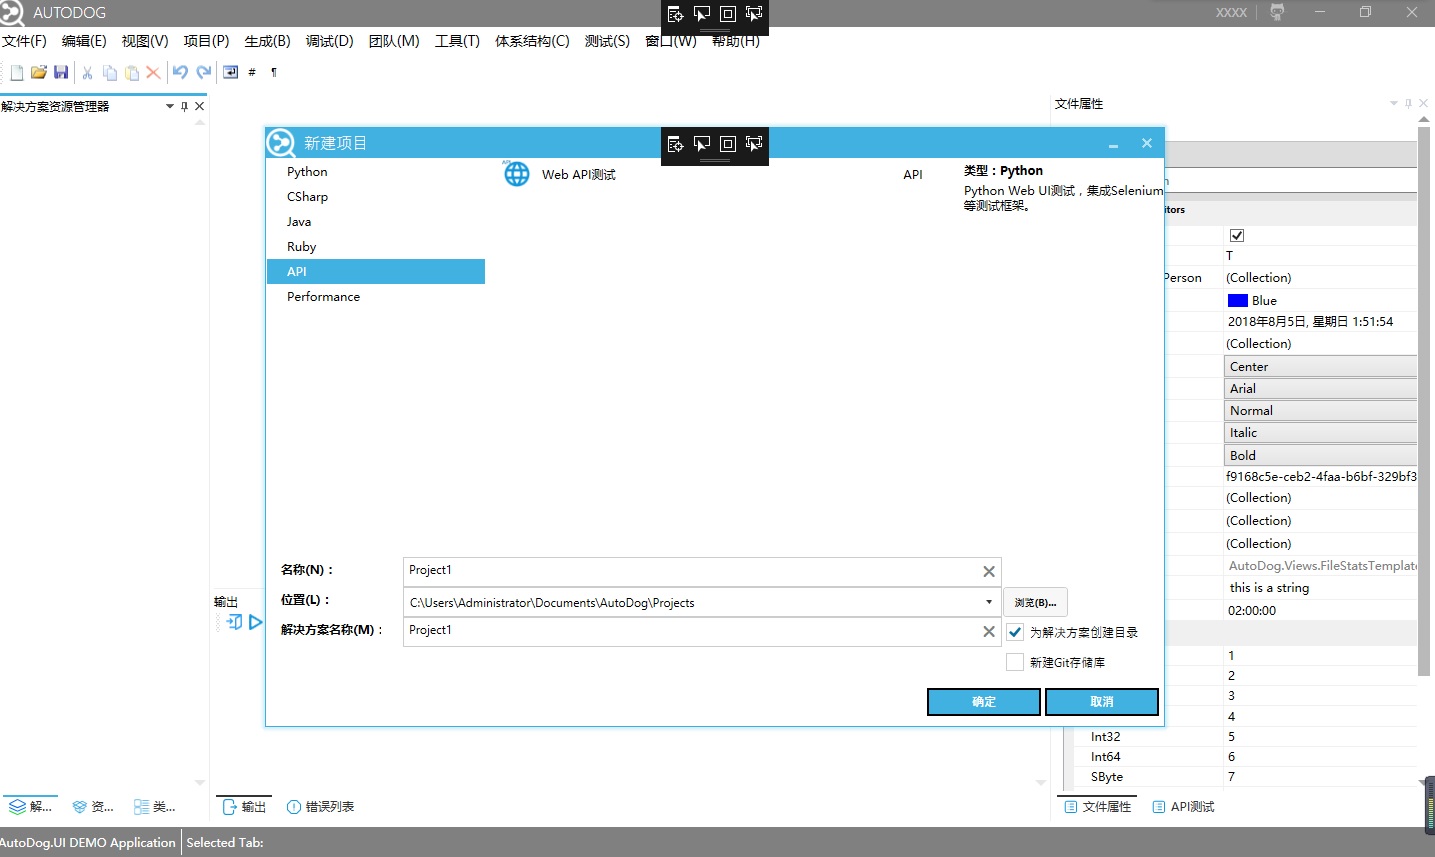 AUTODOG
XXXX
文件(F) 编辑(E) 视图(V) 项目(P) 生成(B) 调试(D) 团队(M) 工具(T) 体系结构(C) 测试(S) 窗口(W) 帮助(H)
# ¶
解决方案资源管理器
文件属性
新建项目
Python
CSharp
Java
Ruby
API
Performance
API
Web API测试
API
类型：Python
Python Web UI测试，集成Selenium
等测试框架。
名称(N)：
Project1
位置(L)：
C:\Users\Administrator\Documents\AutoDog\Projects
浏览(B)...
解决方案名称(M)：
Project1
为解决方案创建目录
新建Git存储库
确定
取消
itors
T
Person
(Collection)
Blue
2018年8月5日, 星期日 1:51:54
(Collection)
Center
Arial
Normal
Italic
Bold
f9168c5e-ceb2-4faa-b6bf-329bf3
(Collection)
(Collection)
(Collection)
AutoDog.Views.FileStatsTemplate
this is a string
02:00:00
1
2
3
4
Int32 5
Int64 6
SByte 7
输出
解...
资...
类...
输出
错误列表
文件属性
API测试
AutoDog.UI DEMO Application
Selected Tab: